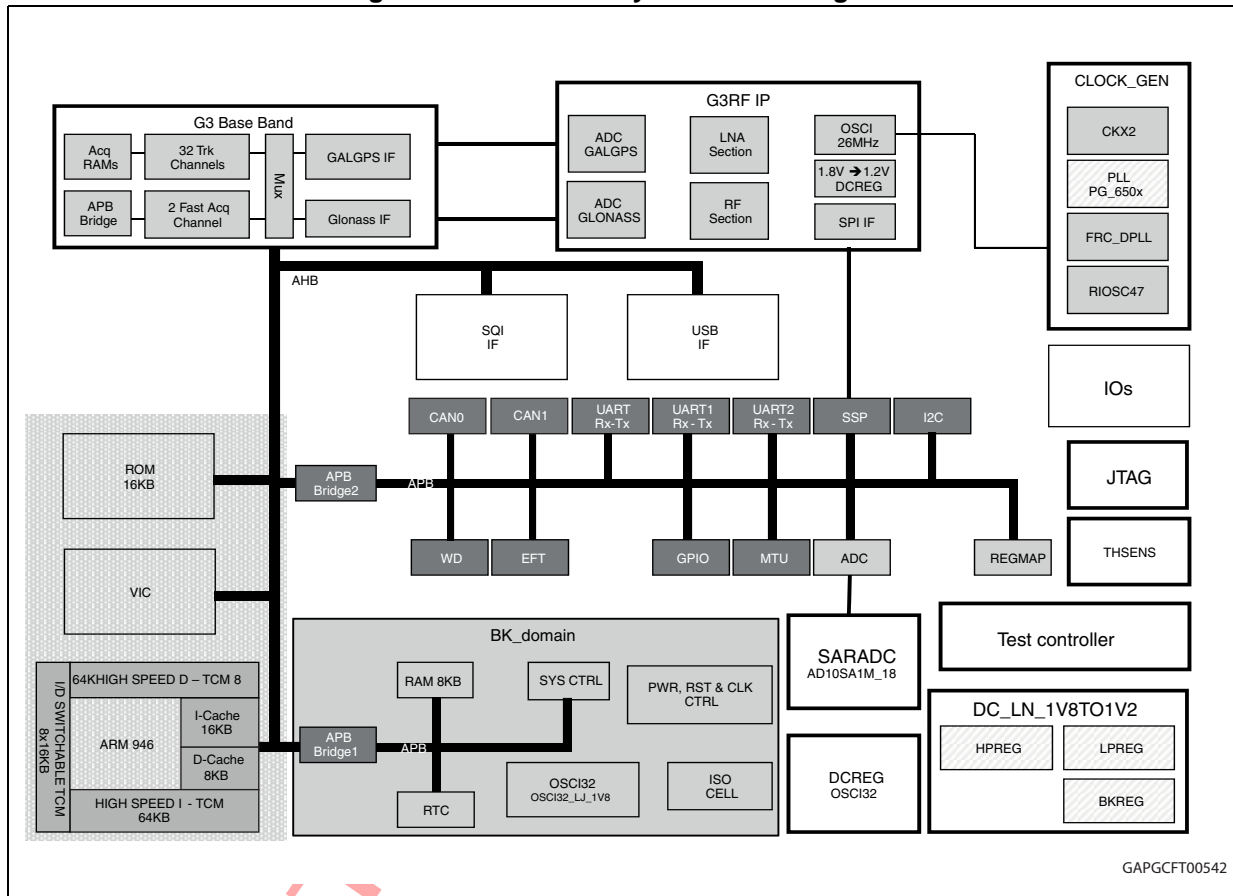 G3 Base Band
Acq
RAMs
32 Trk
Channels
Mux
GALGPS IF
APB
Bridge
2 Fast Acq
Channel
Glonass IF
G3RF IP
ADC
GALGPS
LNA
Section
OSCI
26MHz
1.8V ➔1.2V
DCREG
ADC
GLONASS
RF
Section
SPI IF
CLOCK_GEN
CKX2
PLL
PG_650x
FRC_DPLL
RIOSC47
AHB
SQI
IF
USB
IF
IOs
CAN0
CAN1
UART
Rx-Tx
UART1
Rx - Tx
UART2
Rx - Tx
SSP
I2C
ROM
16KB
APB
Bridge2
APB
JTAG
WD
EFT
GPIO
MTU
ADC
REGMAP
THSENS
VIC
Test controller
BK_domain
RAM 8KB
SYS CTRL
PWR, RST & CLK
CTRL
SARADC
AD10SA1M_18
I/D SWITCHABLE TCM
8x16KB
64KHIGH SPEED D – TCM 8
ARM 946
I-Cache
16KB
D-Cache
8KB
HIGH SPEED I - TCM
64KB
APB
Bridge1
APB
RTC
OSCI32
OSCI32_LJ_1V8
ISO
CELL
DCREG
OSCI32
DC_LN_1V8TO1V2
HPREG
LPREG
BKREG
GAPGCFT00542